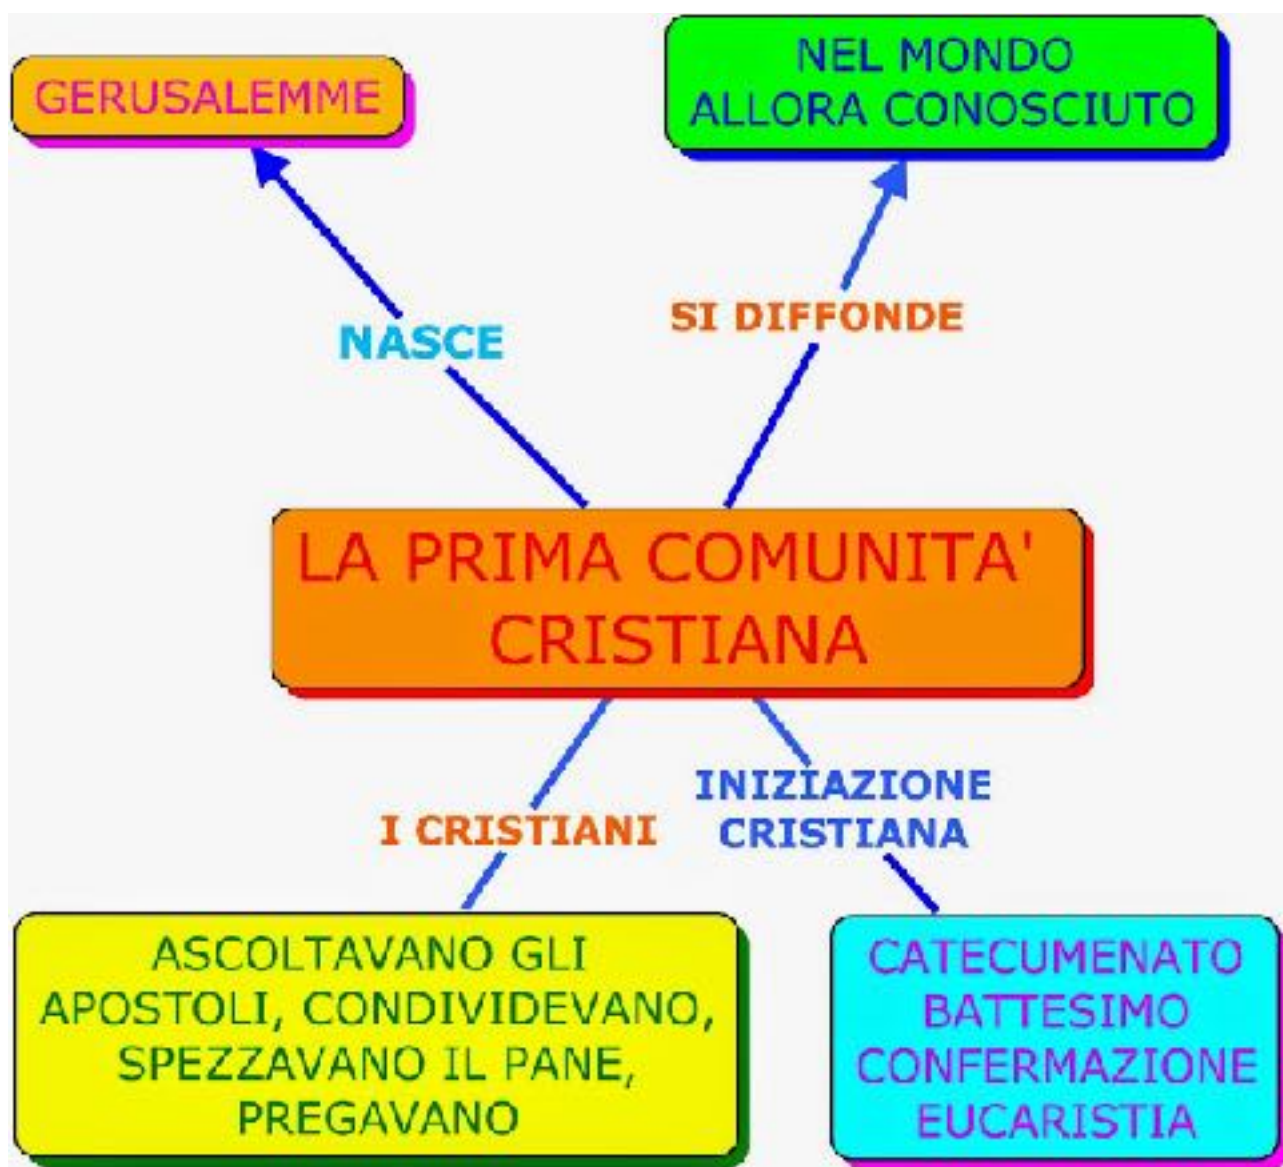 GERUSALEMME
NEL MONDO
ALLORA CONOSCIUTO
NASCE
SI DIFFONDE
LA PRIMA COMUNITA'
CRISTIANA
I CRISTIANI
INIZIAZIONE
CRISTIANA
ASCOLTAVANO GLI
APOSTOLI, CONDIVIDEVANO,
SPEZZAVANO IL PANE,
PREGAVANO
CATECUMENATO
BATTESIMO
CONFERMAZIONE
EUCARISTIA